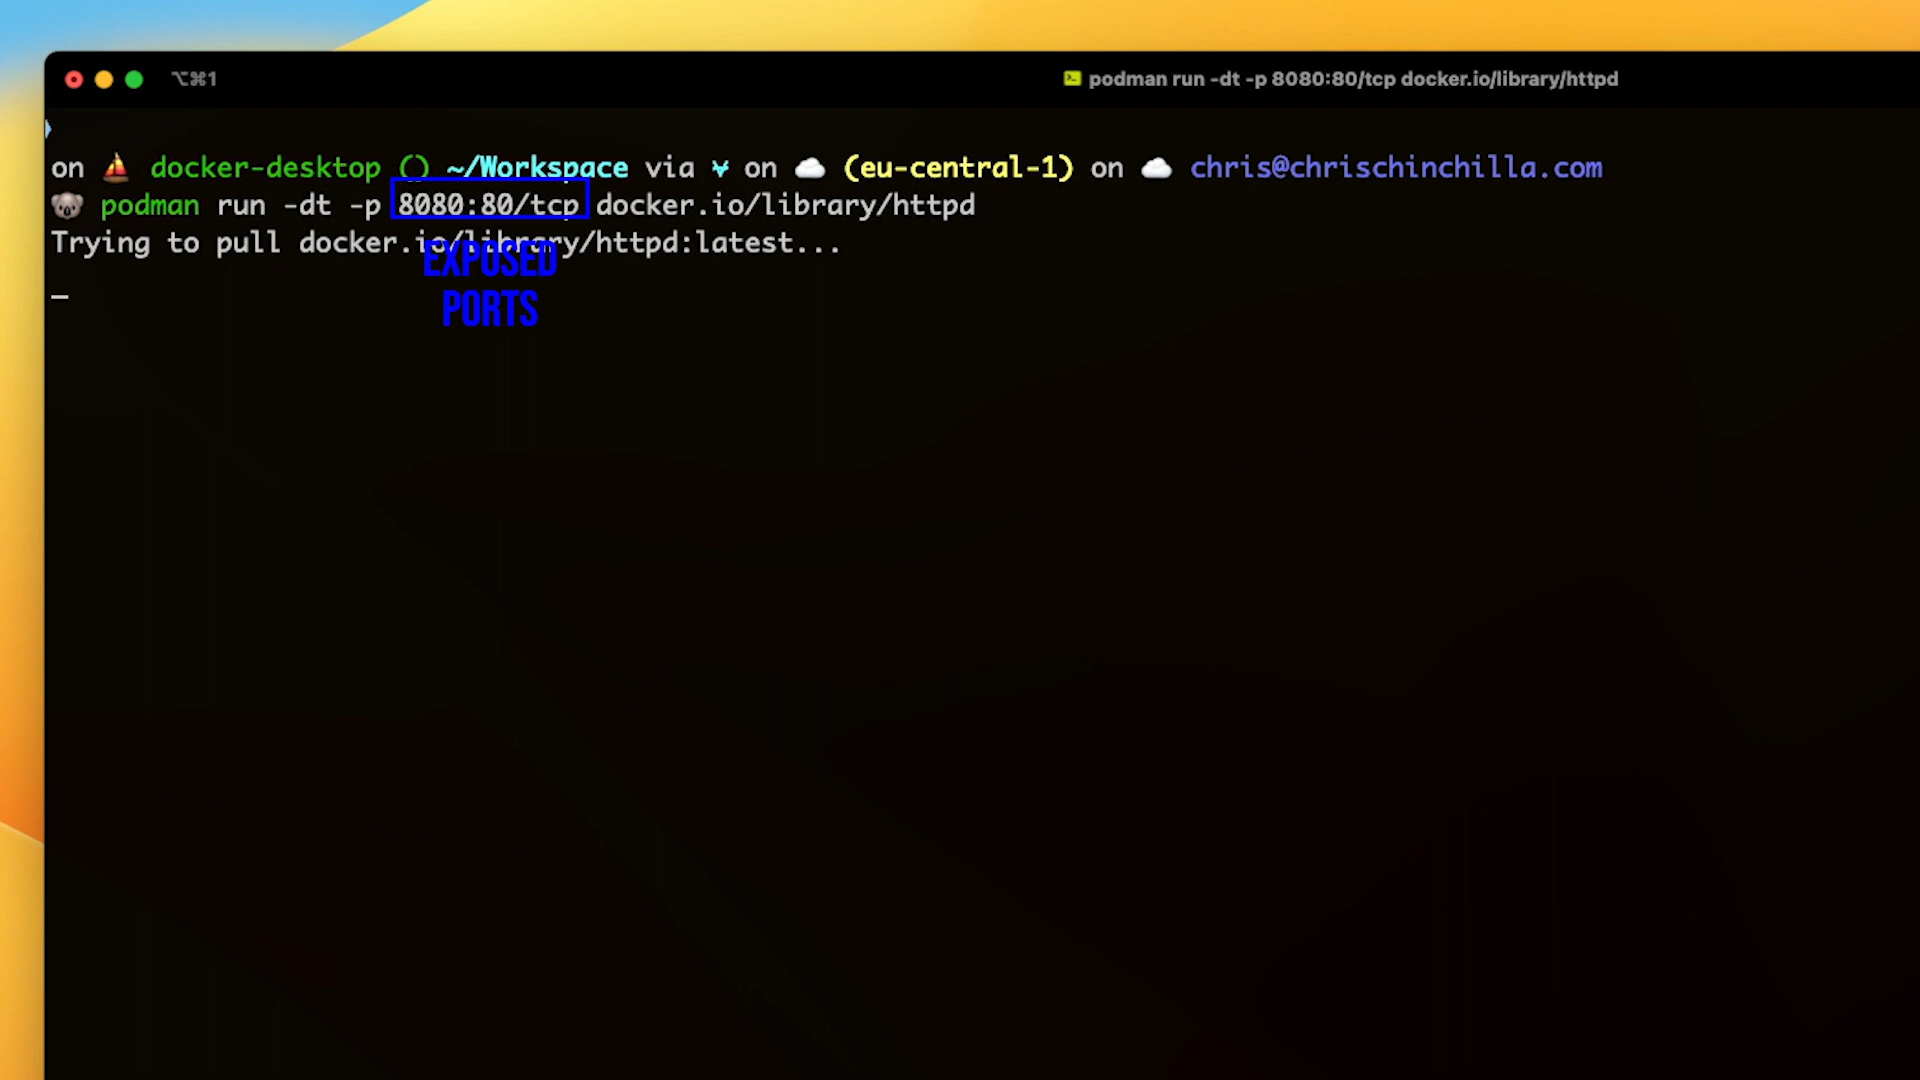 ⌥⌘1
podman run -dt -p 8080:80/tcp docker.io/library/httpd
on docker-desktop () ~/Workspace via on (eu-central-1) on chris@chrischinchilla.com
podman run -dt -p 8080:80/tcp docker.io/library/httpd
Trying to pull docker.io/library/httpd:latest...
EXPOSED
PORTS